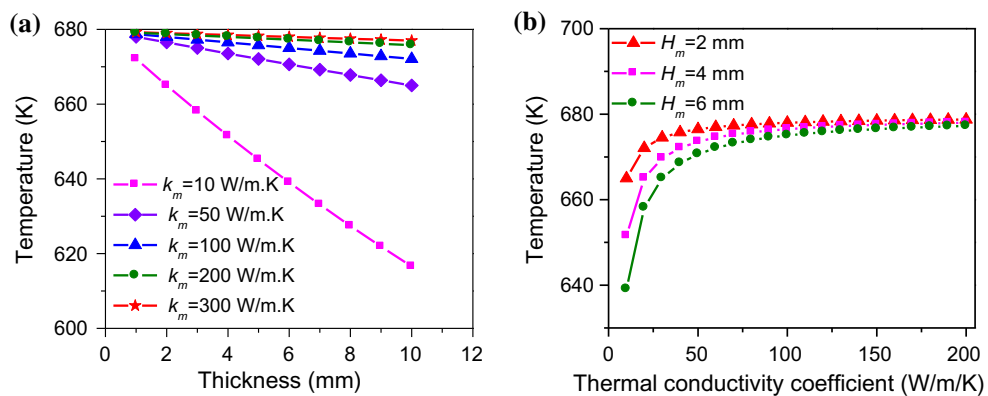 (a)
680
660
640
620
600
0
2
4
6
8
10
12
Temperature (K)
Thickness (mm)
k_m=10 W/m.K
k_m=50 W/m.K
k_m=100 W/m.K
k_m=200 W/m.K
k_m=300 W/m.K
(b)
700
680
660
640
0
50
100
150
200
Temperature (K)
Thermal conductivity coefficient (W/m/K)
H_m=2 mm
H_m=4 mm
H_m=6 mm